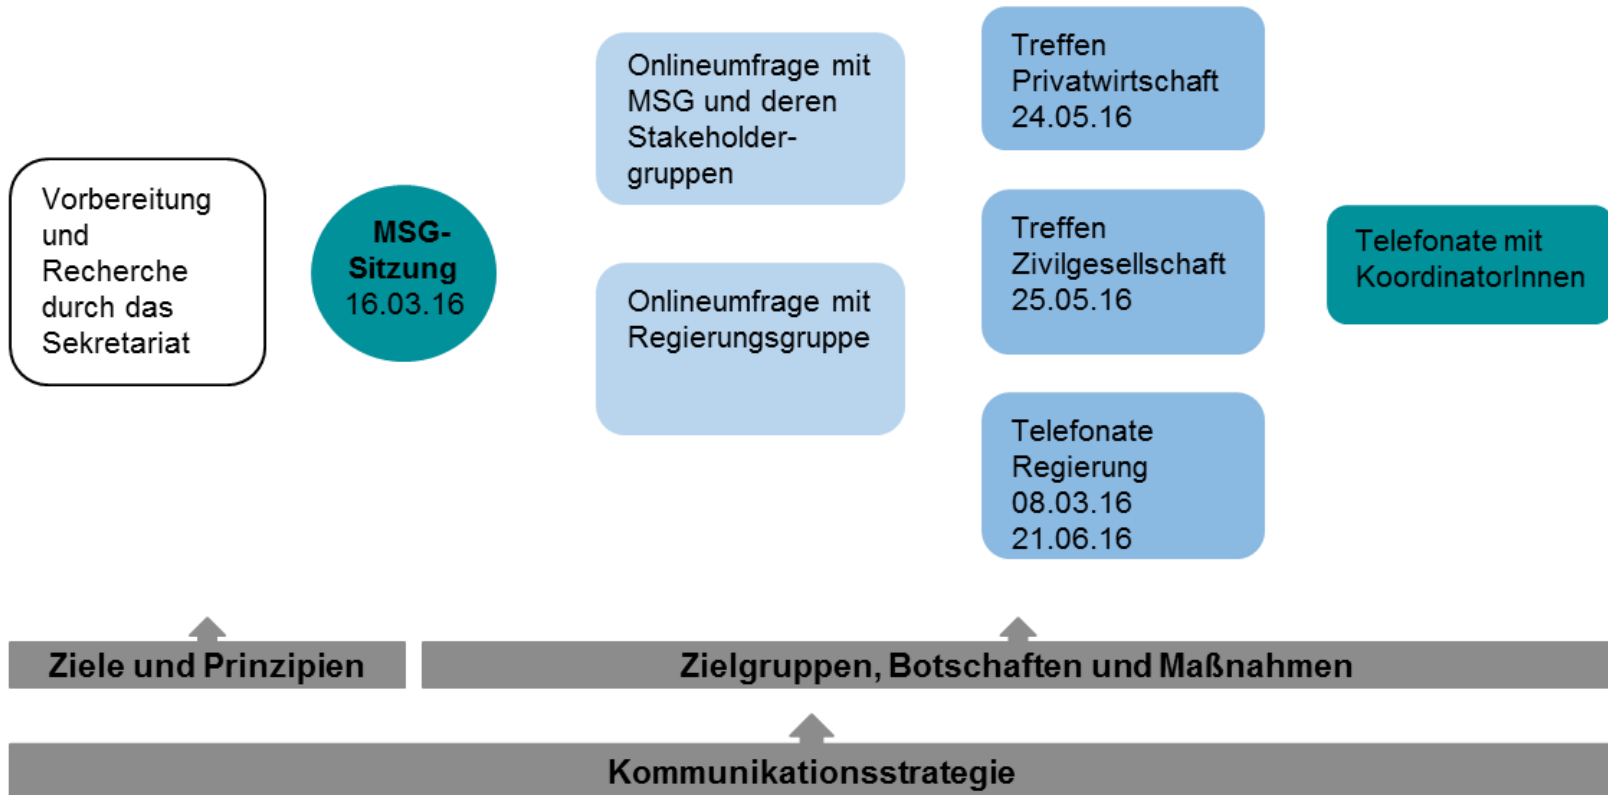 Vorbereitung
und
Recherche
durch das
Sekretariat
MSG-
Sitzung
16.03.16
Onlineumfrage mit
MSG und deren
Stakeholder-
gruppen
Onlineumfrage mit
Regierungsgruppe
Treffen
Privatwirtschaft
24.05.16
Treffen
Zivilgesellschaft
25.05.16
Telefonate
Regierung
08.03.16
21.06.16
Telefonate mit
KoordinatorInnen
Ziele und Prinzipien
Zielgruppen, Botschaften und Maßnahmen
Kommunikationsstrategie